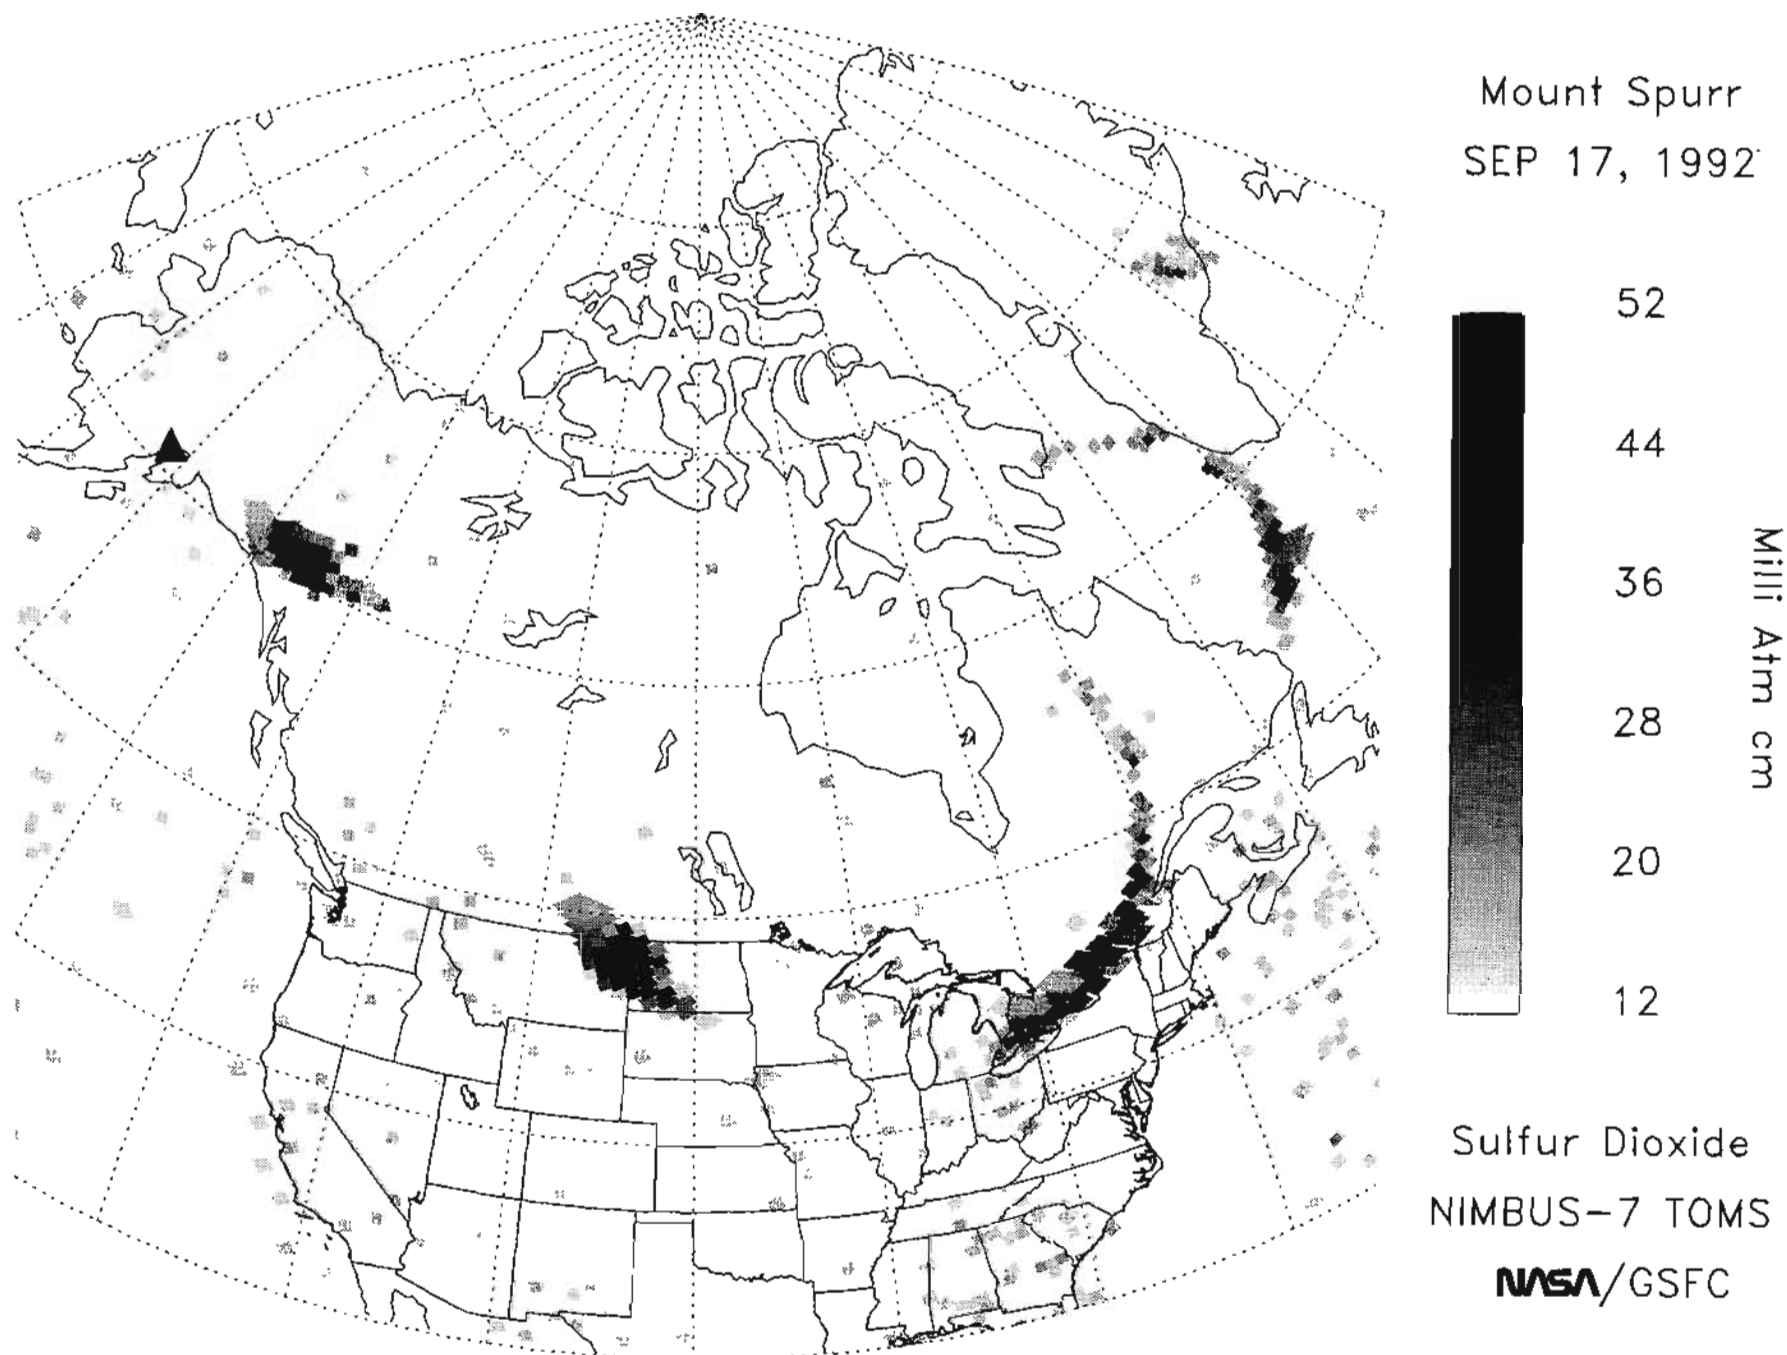 Mount Spurr
SEP 17, 1992
52
44
36
28
20
12
Milli Atm cm
Sulfur Dioxide
NIMBUS-7 TOMS
NASA/GSFC